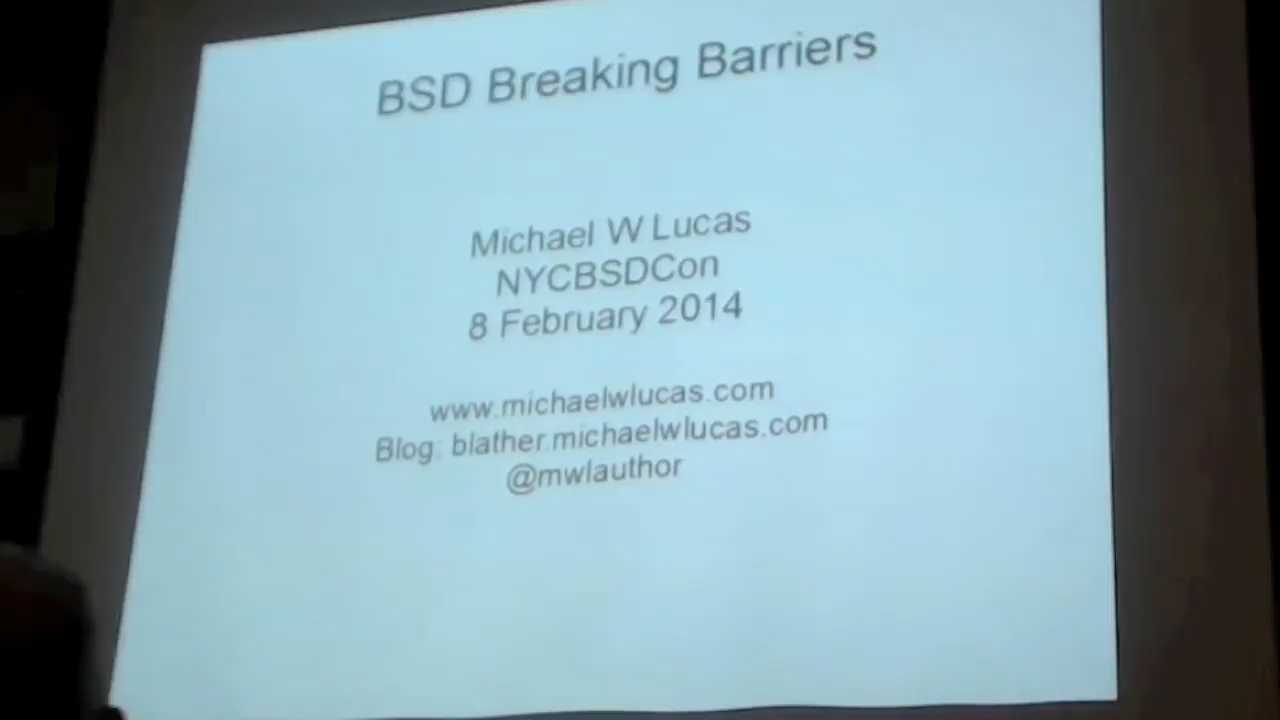 BSD Breaking Barriers
Michael W Lucas
NYCBSDCon
8 February 2014
www.michaelwlucas.com
Blog: blather.michaelwlucas.com
@mwlauthor